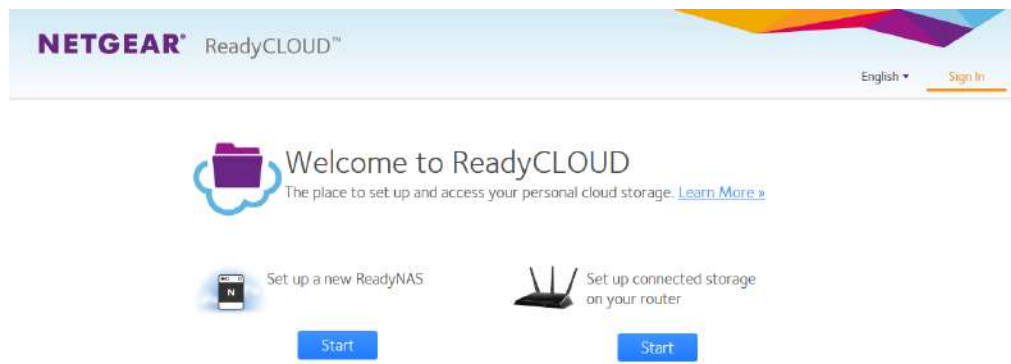 NETGEAR® ReadyCLOUD™
English ▾ Sign In
Welcome to ReadyCLOUD
The place to set up and access your personal cloud storage. Learn More »
Set up a new ReadyNAS
Set up connected storage
on your router
N
Start
Start